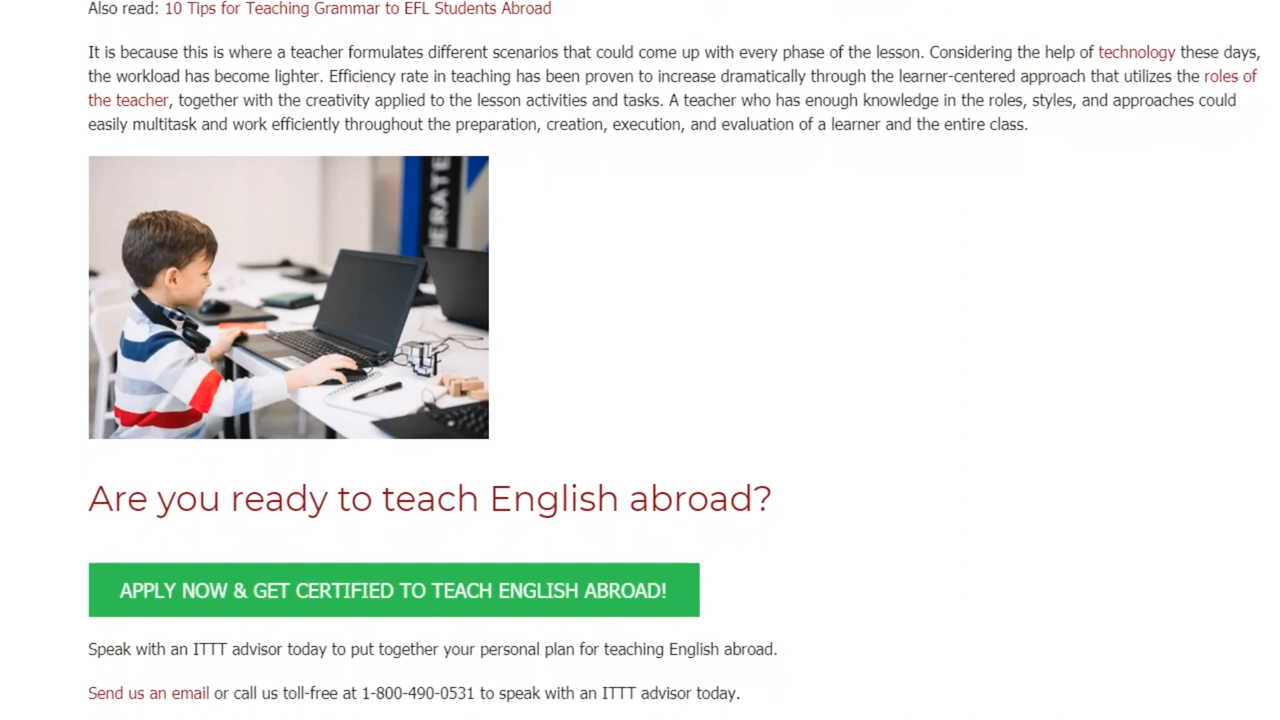 Also read: 10 Tips for Teaching Grammar to EFL Students Abroad
It is because this is where a teacher formulates different scenarios that could come up with every phase of the lesson. Considering the help of technology these days,
the workload has become lighter. Efficiency rate in teaching has been proven to increase dramatically through the learner-centered approach that utilizes the roles of
the teacher, together with the creativity applied to the lesson activities and tasks. A teacher who has enough knowledge in the roles, styles, and approaches could
easily multitask and work efficiently throughout the preparation, creation, execution, and evaluation of a learner and the entire class.
Are you ready to teach English abroad?
APPLY NOW & GET CERTIFIED TO TEACH ENGLISH ABROAD!
Speak with an ITTT advisor today to put together your personal plan for teaching English abroad.
Send us an email or call us toll-free at 1-800-490-0531 to speak with an ITTT advisor today.